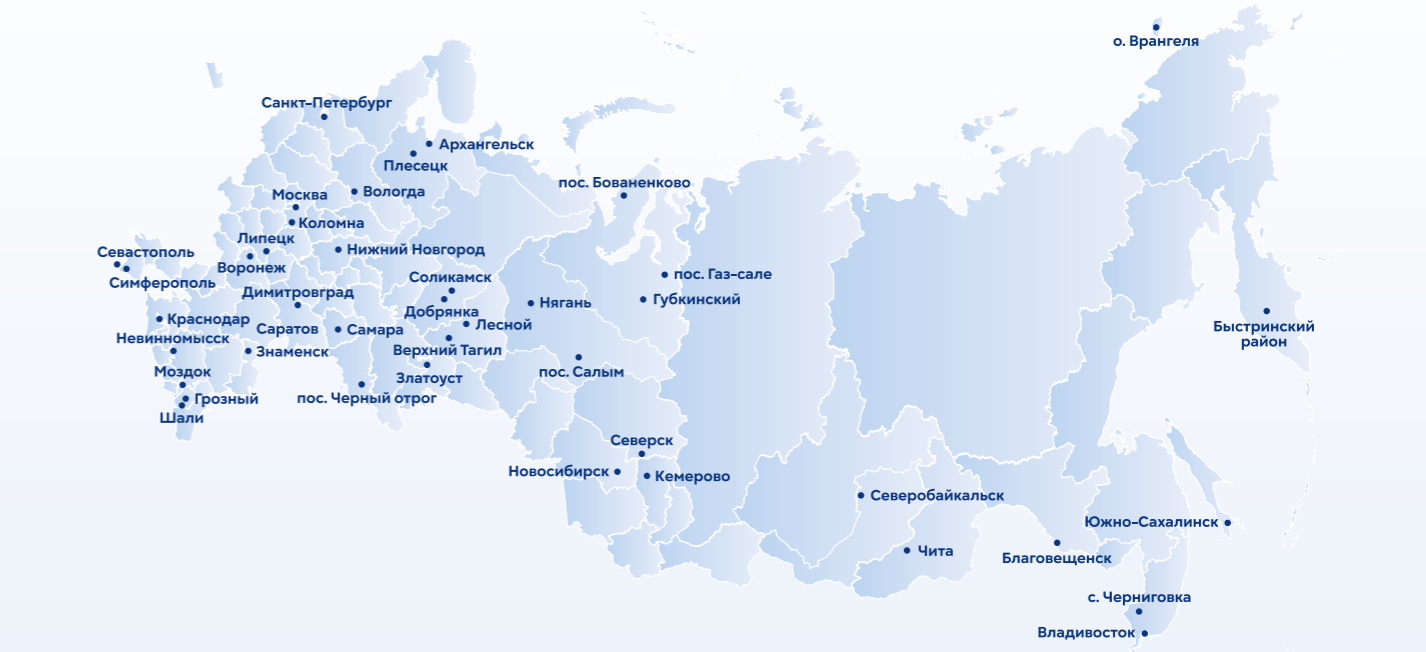 о. Врангеля
Санкт-Петербург
Архангельск
Плесецк
пос. Бованенково
Вологда
Москва
Коломна
Липецк
Нижний Новгород
Севастополь
Воронеж
пос. Газ-сале
Соликамск
Симферополь
Димитровград
Губкинский
Нягань
Добрянка
Краснодар
Лесной
Быстринский
район
Саратов
Самара
Невинномысск
Верхний Тагил
Знаменск
Моздок
пос. Салым
Златоуст
Грозный
пос. Черный отрог
Шали
Северск
Новосибирск
Кемерово
Северобайкальск
Южно-Сахалинск
Чита
Благовещенск
с. Черниговка
Владивосток